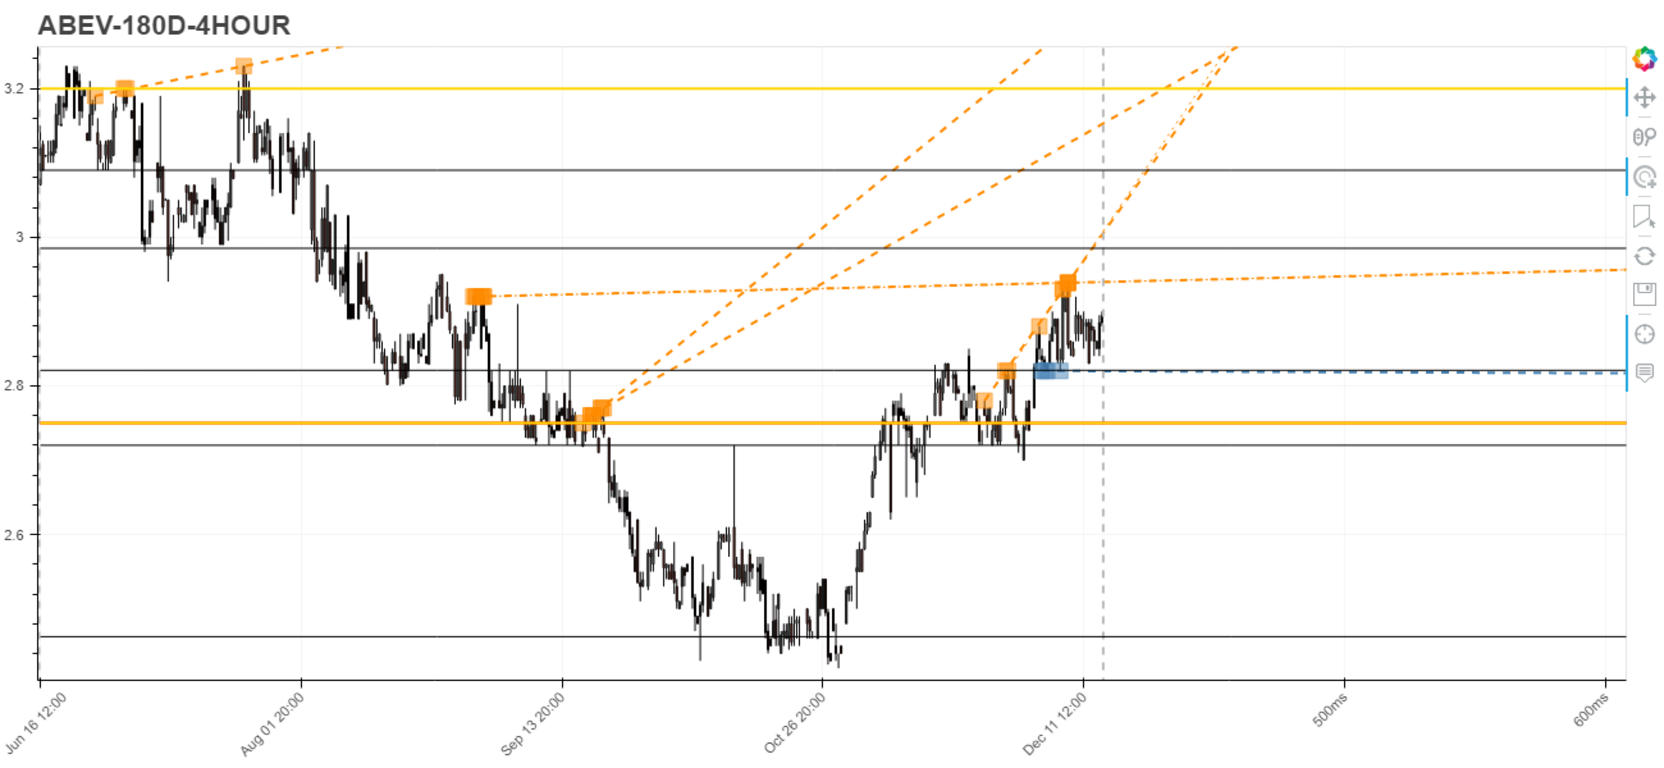 ABEV-180D-4HOUR
3.2
3
2.8
2.6
Jun 16 12:00
Aug 01 20:00
Sep 13 20:00
Oct 26 20:00
Dec 11 12:00
500ms
600ms